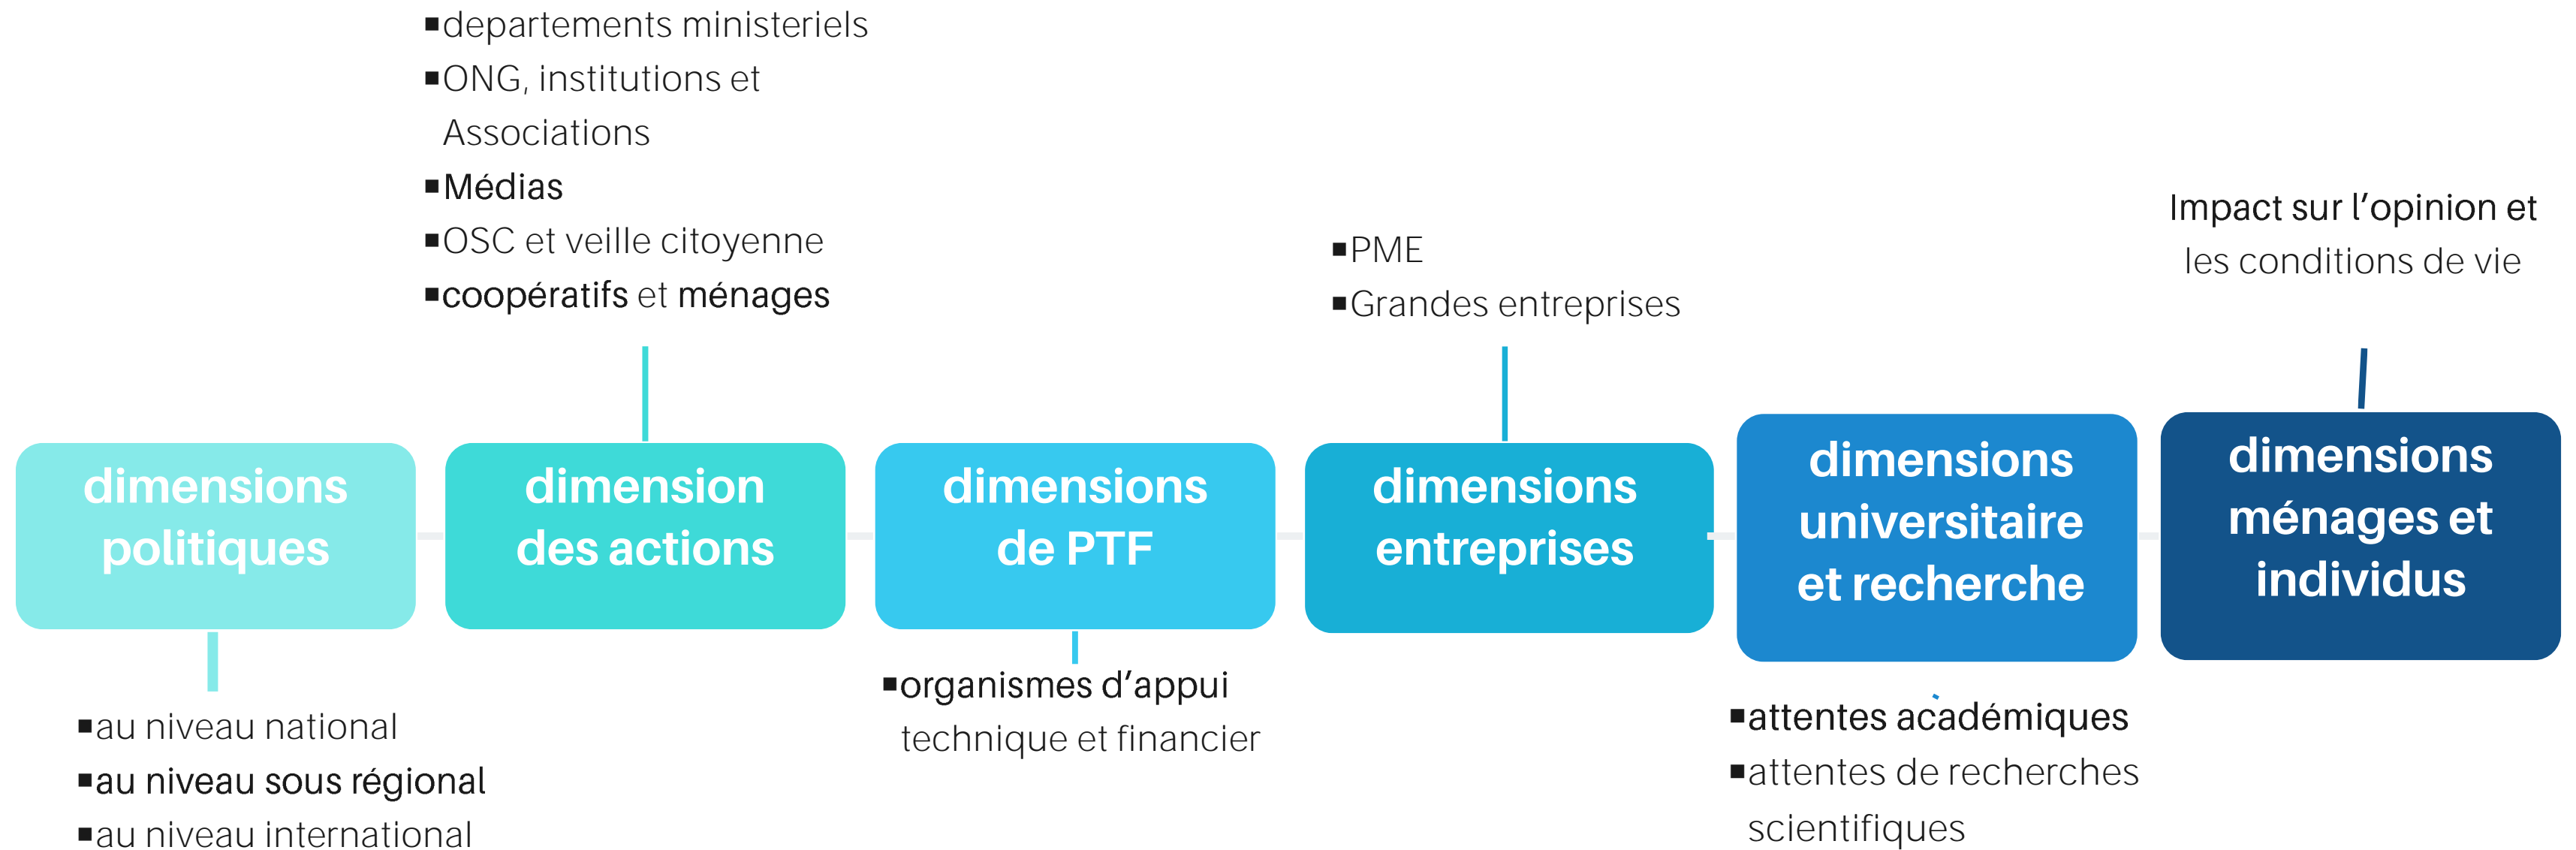 ▪departements ministeriels
▪ONG, institutions et
Associations
▪Médias
▪OSC et veille citoyenne
▪coopératifs et ménages
▪PME
▪Grandes entreprises
Impact sur l’opinion et
les conditions de vie
dimensions
politiques
dimension
des actions
dimensions
de PTF
dimensions
entreprises
dimensions
universitaire
et recherche
dimensions
ménages et
individus
▪au niveau national
▪au niveau sous régional
▪au niveau international
▪organismes d’appui
technique et financier
▪attentes académiques
▪attentes de recherches
scientifiques